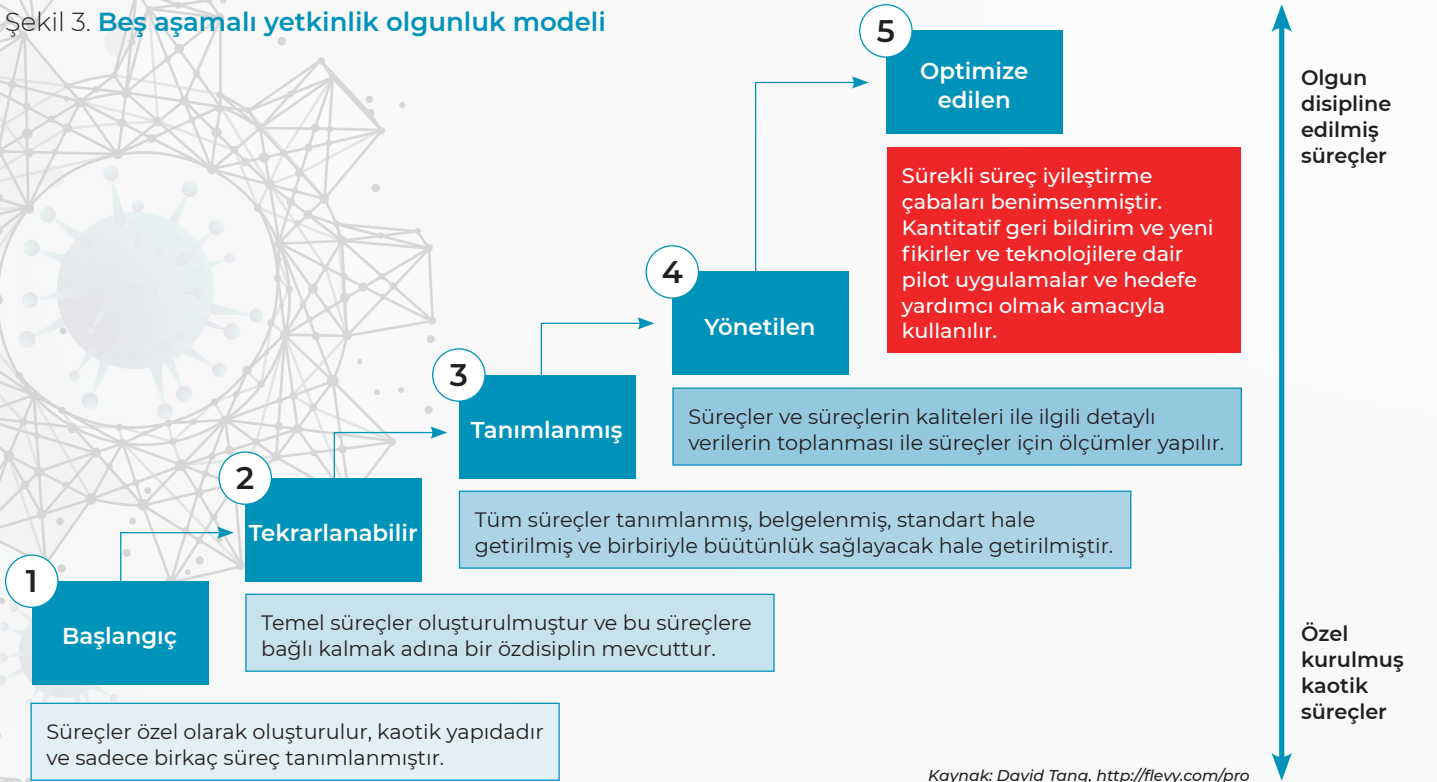 Şekil 3. Beş aşamalı yetkinlik olgunluk modeli
5
Optimize
edilen
Sürekli süreç iyileştirme
çabaları benimsenmiştir.
Kantitatif geri bildirim ve yeni
fikirler ve teknolojilere dair
pilot uygulamalar ve hedefe
yardımcı olmak amacıyla
kullanılır.
4
Yönetilen
Süreçler ve süreçlerin kaliteleri ile ilgili detaylı
verilerin toplanması ile süreçler için ölçümler yapılır.
3
Tanımlanmış
Tüm süreçler tanımlanmış, belgelenmiş, standart hale
getirilmiş ve birbiriyle büütünlük sağlayacak hale getirilmiştir.
2
Tekrarlanabilir
Temel süreçler oluşturulmuştur ve bu süreçlere
bağlı kalmak adına bir özdisiplin mevcuttur.
1
Başlangıç
Süreçler özel olarak oluşturulur, kaotik yapıdadır
ve sadece birkaç süreç tanımlanmıştır.
Olgun
disipline
edilmiş
süreçler
Özel
kurulmuş
kaotik
süreçler
Kaynak: David Tang, http://flevy.com/pro